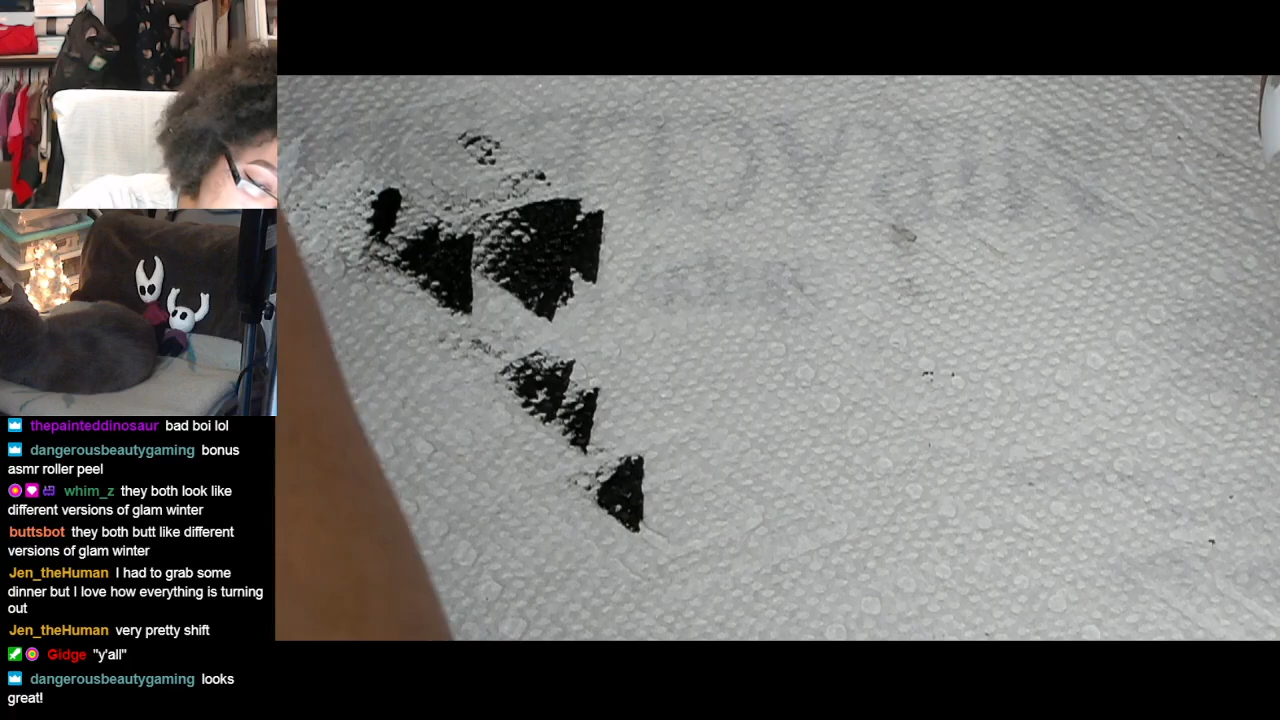 thepainteddinosaur bad boi lol
dangerousbeautygaming bonus
asmr roller peel
whim_z they both look like
different versions of glam winter
buttsbot they both butt like different
versions of glam winter
Jen_theHuman I had to grab some
dinner but I love how everything is turning
out
Jen_theHuman very pretty shift
Gidge "y'all"
dangerousbeautygaming looks
great!